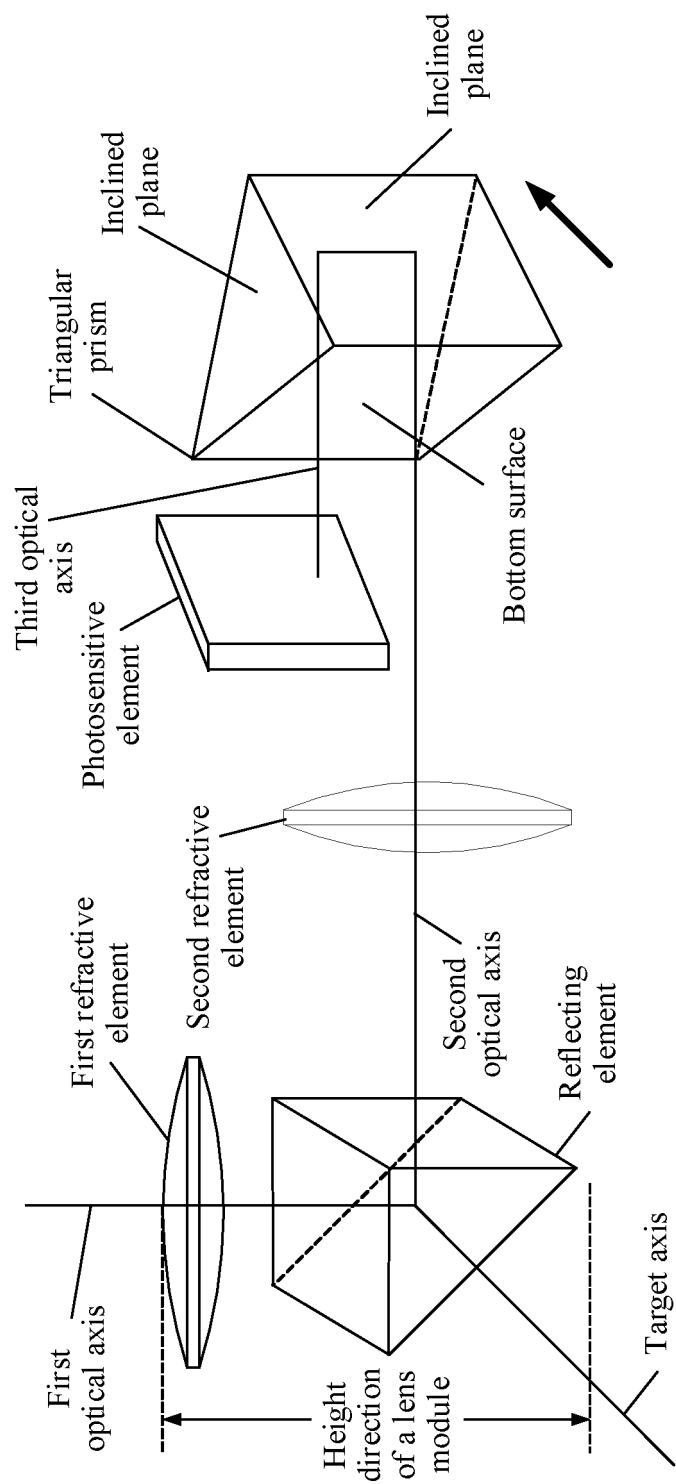 First
optical axis
First refractive
element
Second refractive
element
Photosensitive
element
Third optical
axis
Triangular
prism
Inclined
plane
Inclined
plane
Height
direction
of a lens
module
Second
optical axis
Bottom surface
Reflecting
element
Target axis